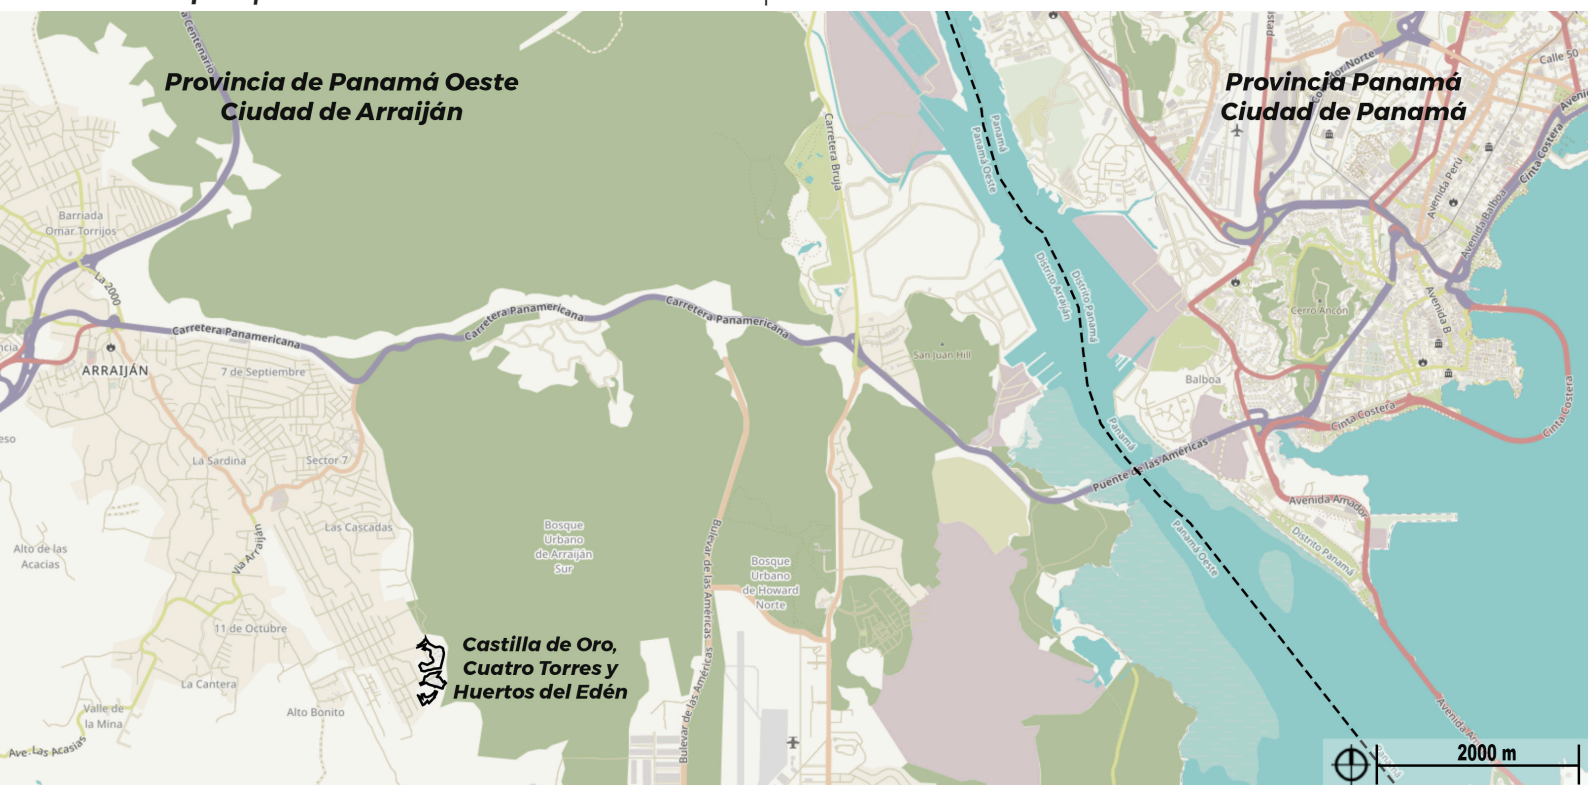 Centenario
Provincia de Panamá Oeste
Ciudad de Arraiján
Provincia Panamá
Ciudad de Panamá
Corredor Norte
Calle 50
Cinta Costera
Avenida Perú
Avenida Balboa
Carretera Bruja
Panamá
Panamá Oeste
Barriada
Omar Torrijos
La 2000
Distrito Arraiján
Distrito Panamá
Cerro Ancón
Avenida B
Carretera Panamericana
Carretera Panamericana
Carretera Panamericana
San Juan Hill
ARRAIJÁN
7 de Septiembre
Balboa
Cinta Costera
Cinta Costera
Panamá
Puente de las Américas
La Sardina
Sector 7
Avenida Amador
Las Cascadas
Bosque
Urbano
de Arraiján
Sur
Vía Arraiján
Alto de las
Acacias
Bulevar de las Américas
Bosque
Urbano
de Howard
Norte
Panamá Oeste
Distrito Panamá
11 de Octubre
Castilla de Oro,
Cuatro Torres y
Huertos del Edén
La Cantera
Alto Bonito
Valle de
la Mina
Ave. Las Acasias
Bulevar de las Américas
2000 m